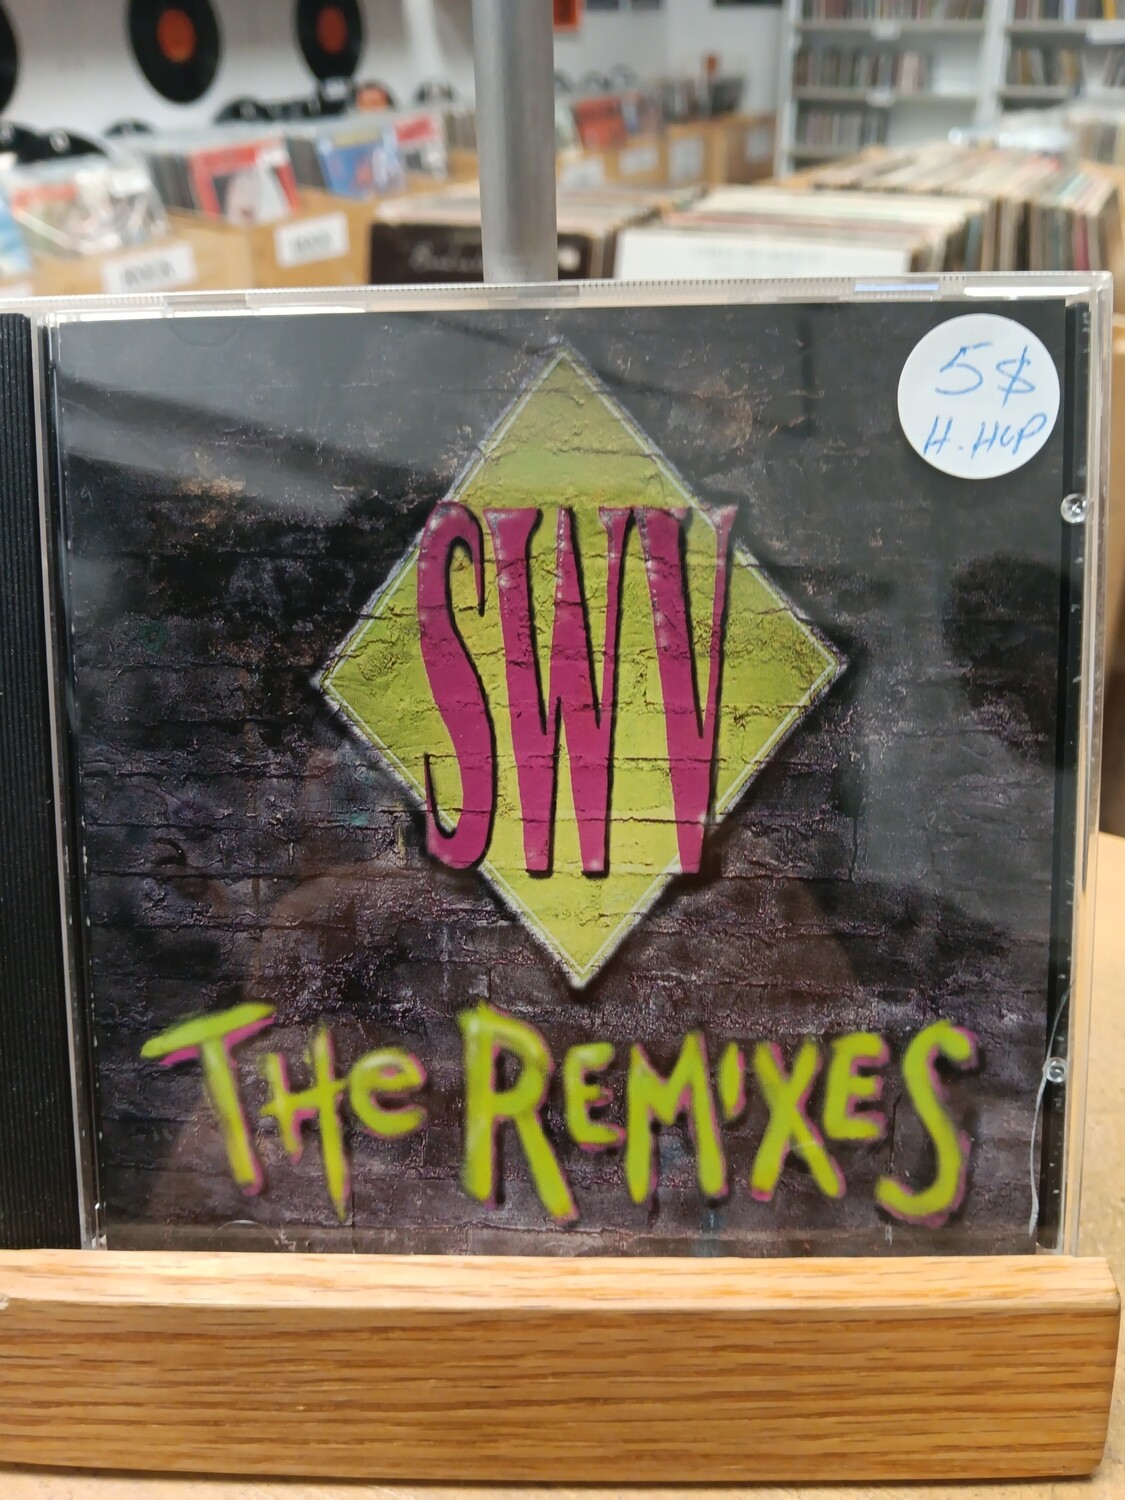 5$
H. HOP
SWV
THe REMIXES